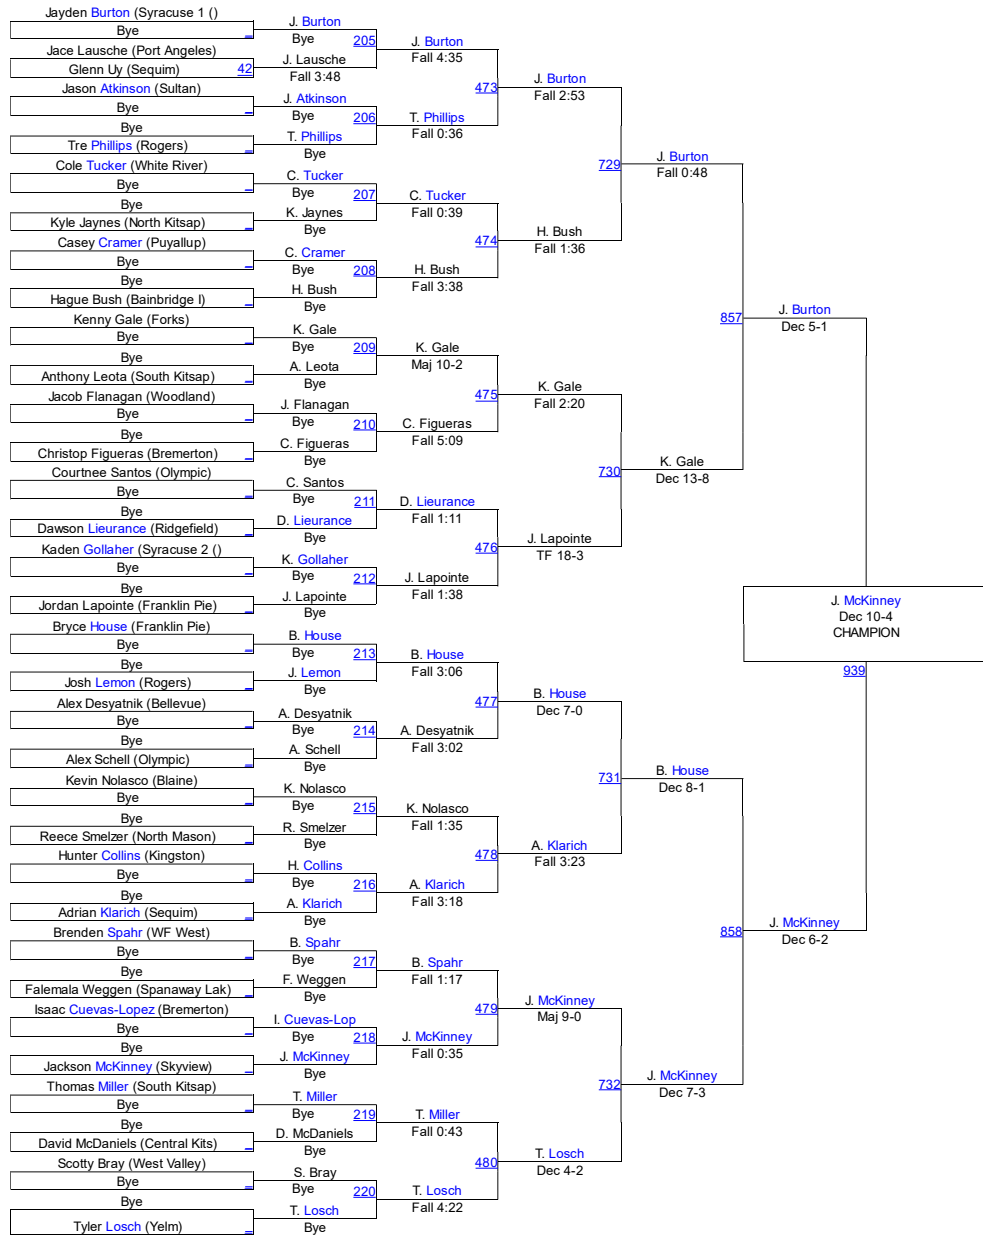 Jayden Burton (Syracuse 1 ()
Bye
Jace Lausche (Port Angeles)
Glenn Uy (Sequim) 42
Jason Atkinson (Sultan)
Bye
Bye
Tre Phillips (Rogers)
Cole Tucker (White River)
Bye
Bye
Kyle Jaynes (North Kitsap)
Casey Cramer (Puyallup)
Bye
Bye
Hague Bush (Bainbridge I)
Kenny Gale (Forks)
Bye
Bye
Anthony Leota (South Kitsap)
Jacob Flanagan (Woodland)
Bye
Bye
Christop Figueras (Bremerton)
Courtnee Santos (Olympic)
Bye
Bye
Dawson Lieurance (Ridgefield)
Kaden Gollaher (Syracuse 2 ()
Bye
Bye
Jordan Lapointe (Franklin Pie)
Bryce House (Franklin Pie)
Bye
Bye
Josh Lemon (Rogers)
Alex Desyatnik (Bellevue)
Bye
Bye
Alex Schell (Olympic)
Kevin Nolasco (Blaine)
Bye
Bye
Reece Smelzer (North Mason)
Hunter Collins (Kingston)
Bye
Bye
Adrian Klarich (Sequim)
Brenden Spahr (WF West)
Bye
Bye
Falemala Weggen (Spanaway Lak)
Isaac Cuevas-Lopez (Bremerton)
Bye
Bye
Jackson McKinney (Skyview)
Thomas Miller (South Kitsap)
Bye
Bye
David McDaniels (Central Kits)
Scotty Bray (West Valley)
Bye
Bye
Tyler Losch (Yelm)
J. Burton
Bye 205
J. Lausche
Fall 3:48
J. Atkinson
Bye 206
T. Phillips
Bye
C. Tucker
Bye 207
K. Jaynes
C. Cramer
Bye 208
H. Bush
Bye
K. Gale
Bye 209
A. Leota
Bye
J. Flanagan
Bye 210
C. Figueras
Bye
C. Santos
Bye 211
D. Lieurance
Bye
K. Gollaher
Bye 212
J. Lapointe
Bye
B. House
Bye 213
J. Lemon
Bye
A. Desyatnik
Bye 214
A. Schell
Bye
K. Nolasco
Bye 215
R. Smelzer
H. Collins
Bye 216
A. Klarich
Bye
B. Spahr
Bye 217
F. Weggen
Bye
I. Cuevas-Lop
Bye 218
J. McKinney
Bye
T. Miller
Bye 219
D. McDaniels
S. Bray
Bye 220
T. Losch
Bye
J. Burton
Fall 4:35
473
T. Phillips
Fall 0:36
C. Tucker
Fall 0:39
474
H. Bush
Fall 3:38
K. Gale
Maj 10-2
475
C. Figueras
Fall 5:09
D. Lieurance
Fall 1:11
476
J. Lapointe
Fall 1:38
B. House
Fall 3:06
477
A. Desyatnik
Fall 3:02
K. Nolasco
Fall 1:35
478
A. Klarich
Fall 3:18
B. Spahr
Fall 1:17
479
J. McKinney
Fall 0:35
T. Miller
Fall 0:43
480
T. Losch
Fall 4:22
J. Burton
Fall 2:53
729
H. Bush
Fall 1:36
K. Gale
Fall 2:20
730
J. Lapointe
TF 18-3
B. House
Dec 7-0
731
A. Klarich
Fall 3:23
J. McKinney
Maj 9-0
732
T. Losch
Dec 4-2
J. Burton
Fall 0:48
857
K. Gale
Dec 13-8
B. House
Dec 8-1
858
J. McKinney
Dec 7-3
J. Burton
Dec 5-1
J. McKinney
Dec 6-2
J. McKinney
Dec 10-4
CHAMPION
939